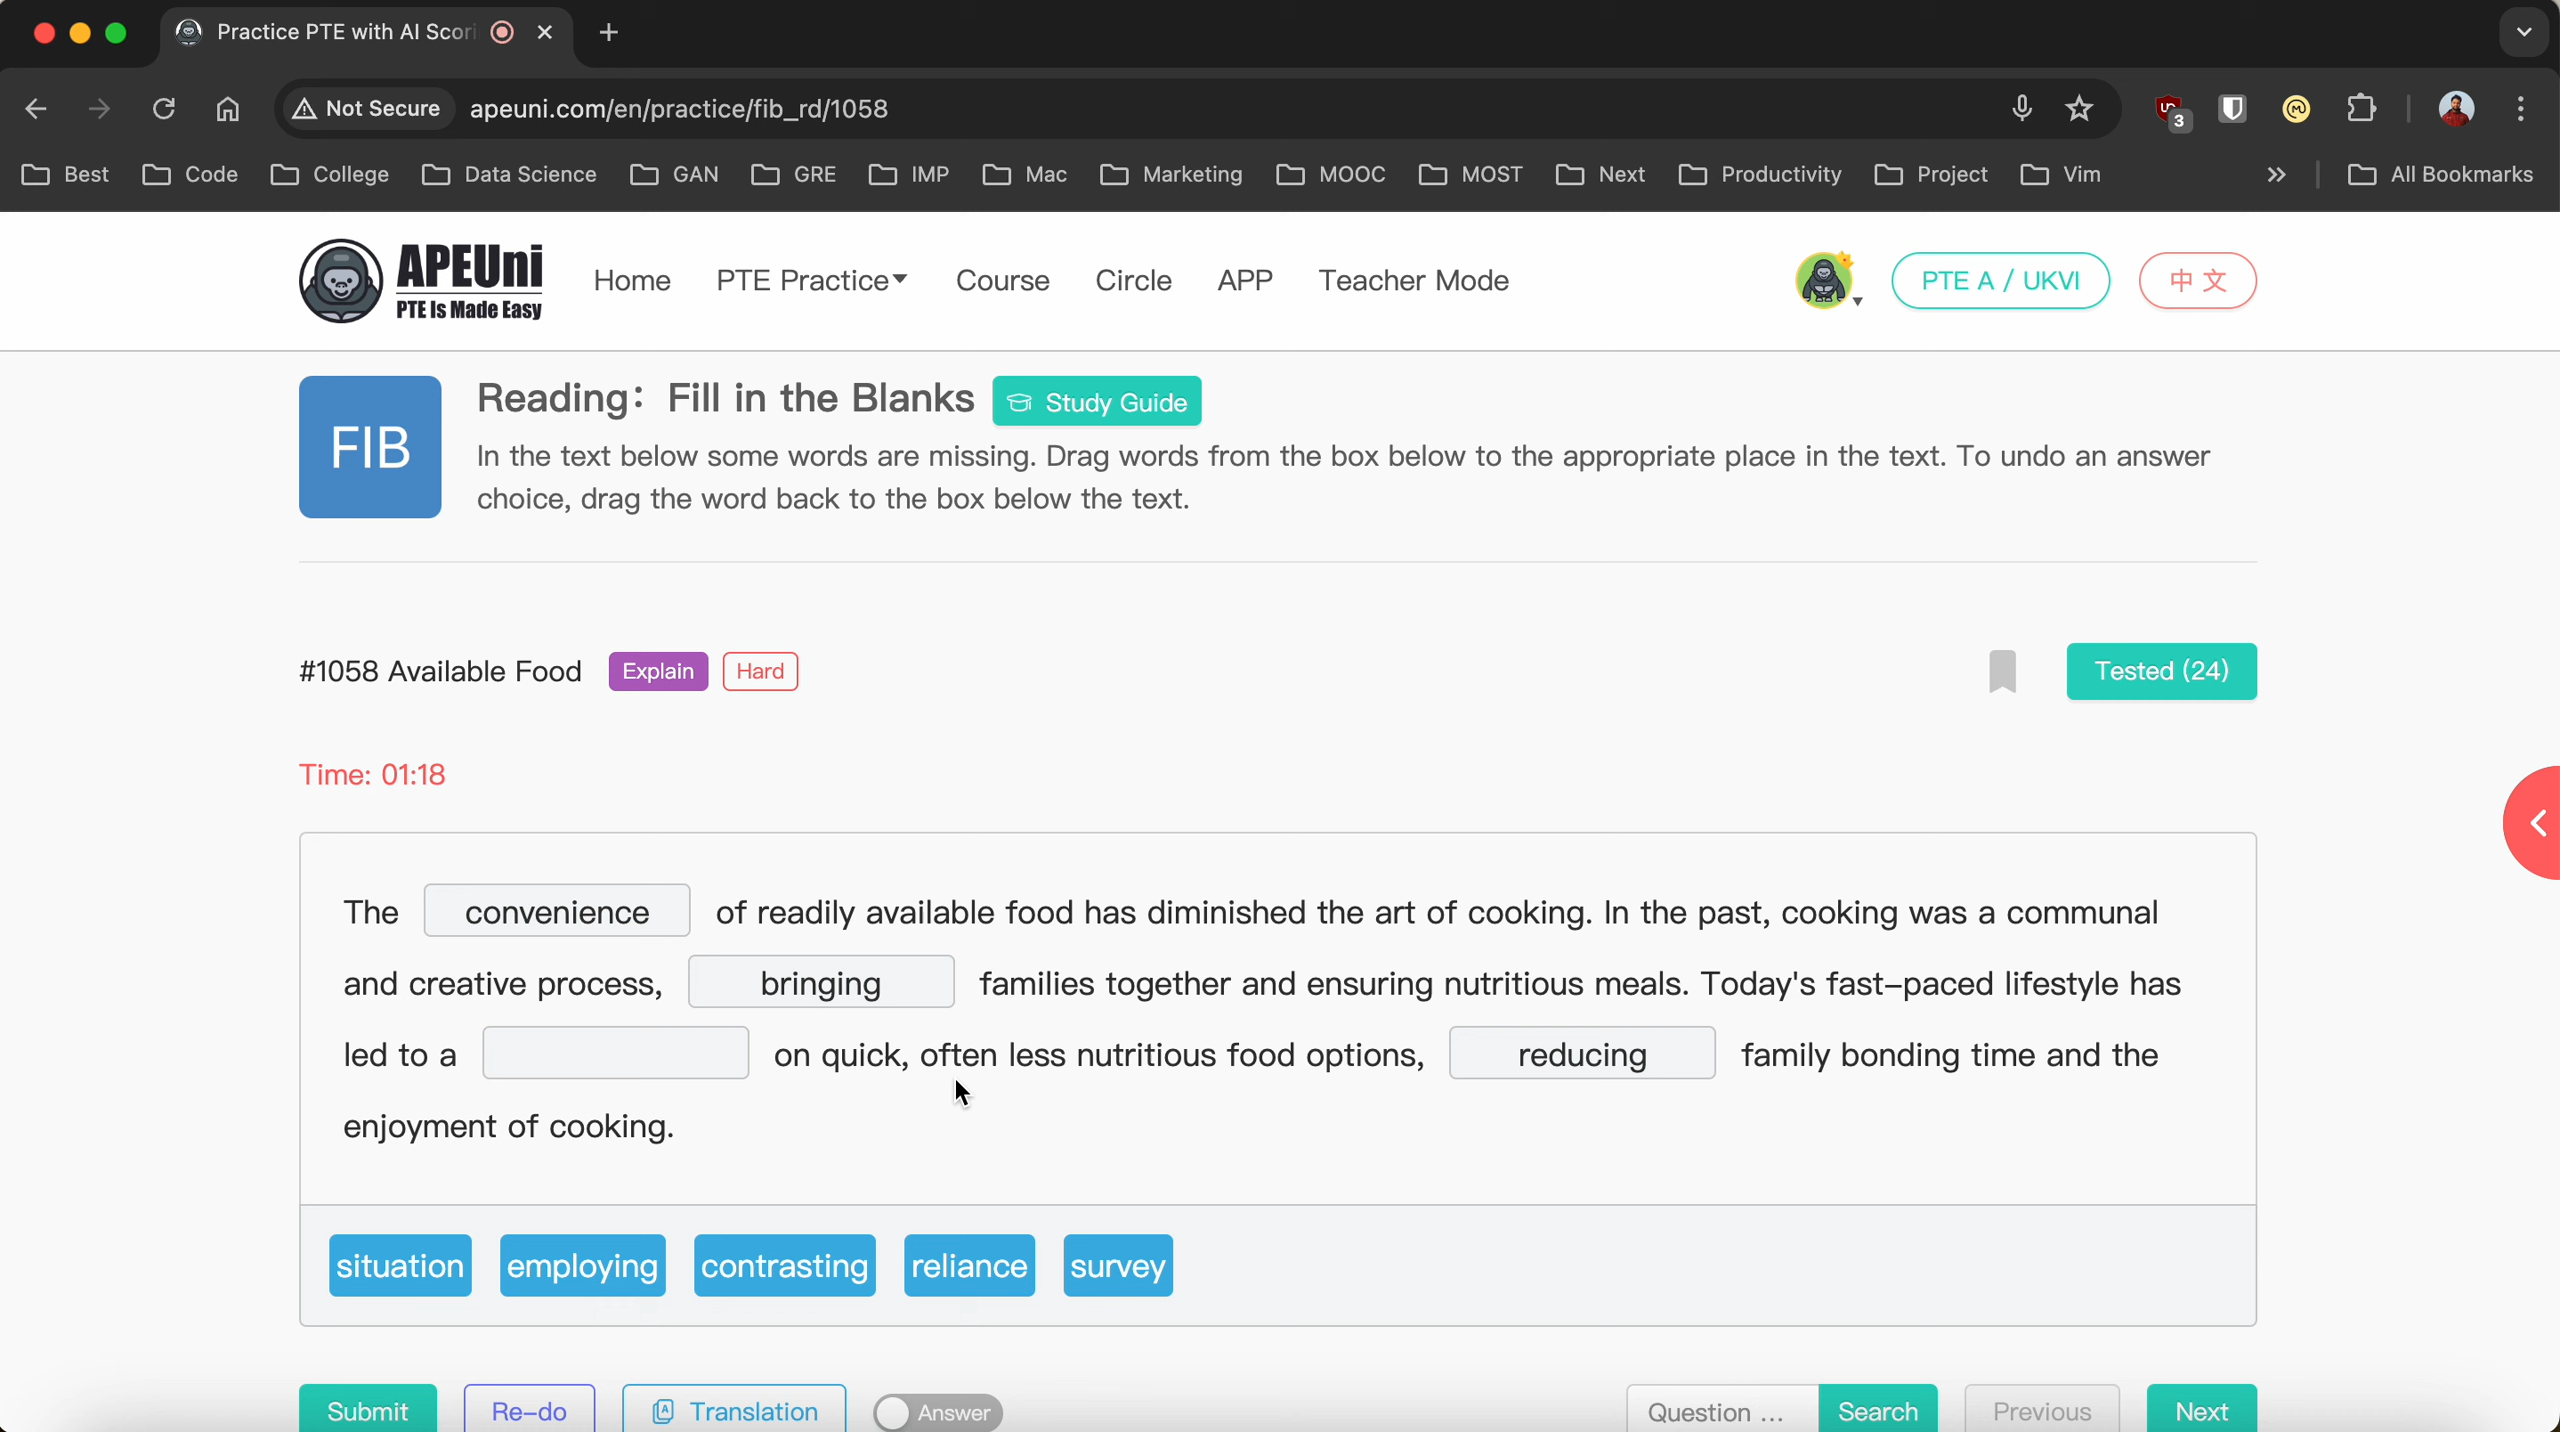 Practice PTE with AI Scori
Not Secure apeuni.com/en/practice/fib_rd/1058 3
Best Code College Data Science GAN GRE IMP Mac Marketing MOOC MOST Next Productivity Project Vim » All Bookmarks
APEUni
PTE Is Made Easy
Home PTE Practice Course Circle APP Teacher Mode PTE A / UKVI 中 文
FIB
Reading: Fill in the Blanks Study Guide
In the text below some words are missing. Drag words from the box below to the appropriate place in the text. To undo an answer
choice, drag the word back to the box below the text.
#1058 Available Food Explain Hard Tested (24)
Time: 01:18
The convenience of readily available food has diminished the art of cooking. In the past, cooking was a communal
and creative process, bringing families together and ensuring nutritious meals. Today's fast-paced lifestyle has
led to a on quick, often less nutritious food options, reducing family bonding time and the
enjoyment of cooking.
situation employing contrasting reliance survey
Submit Re-do Translation Answer Question ... Search Previous Next